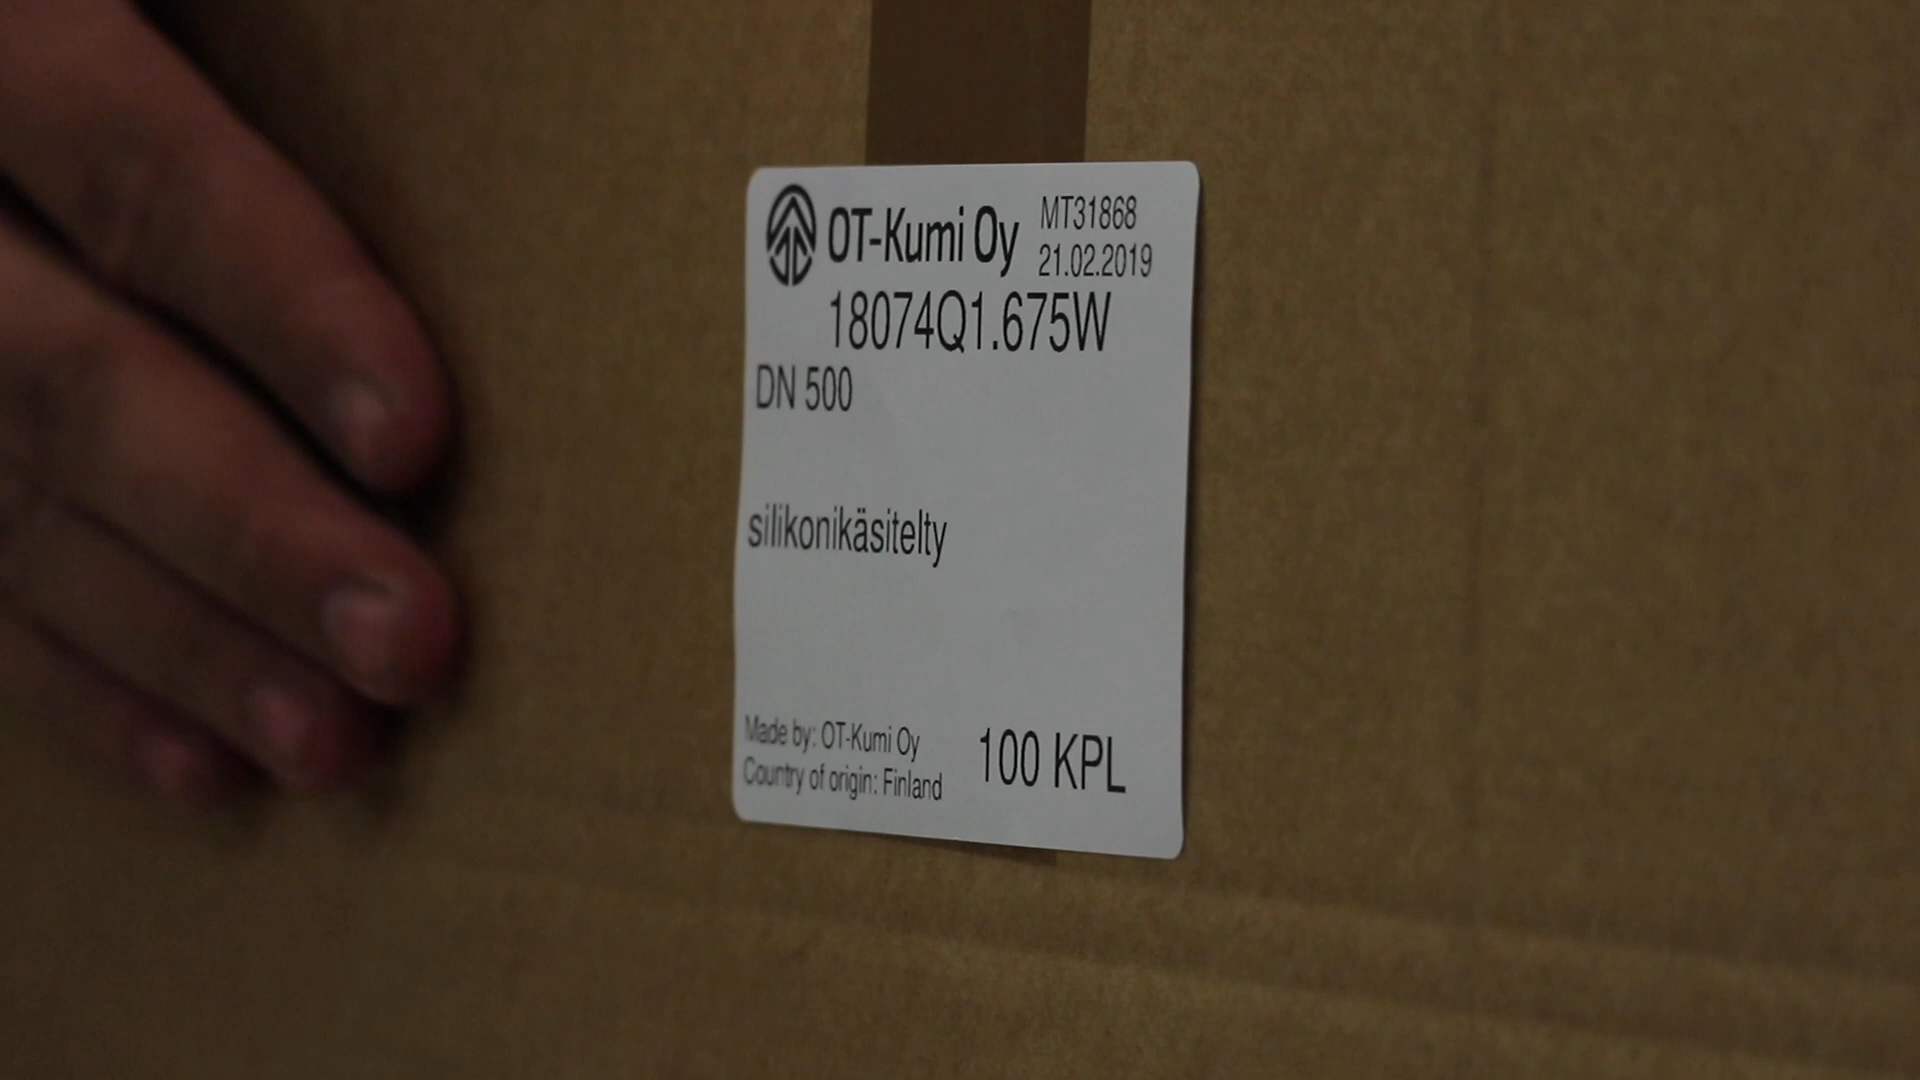 OT-Kumi Oy
MT31868
21.02.2019
18074Q1.675W
DN 500
silikonikäsitelty
Made by: OT-Kumi Oy
Country of origin: Finland
100 KPL